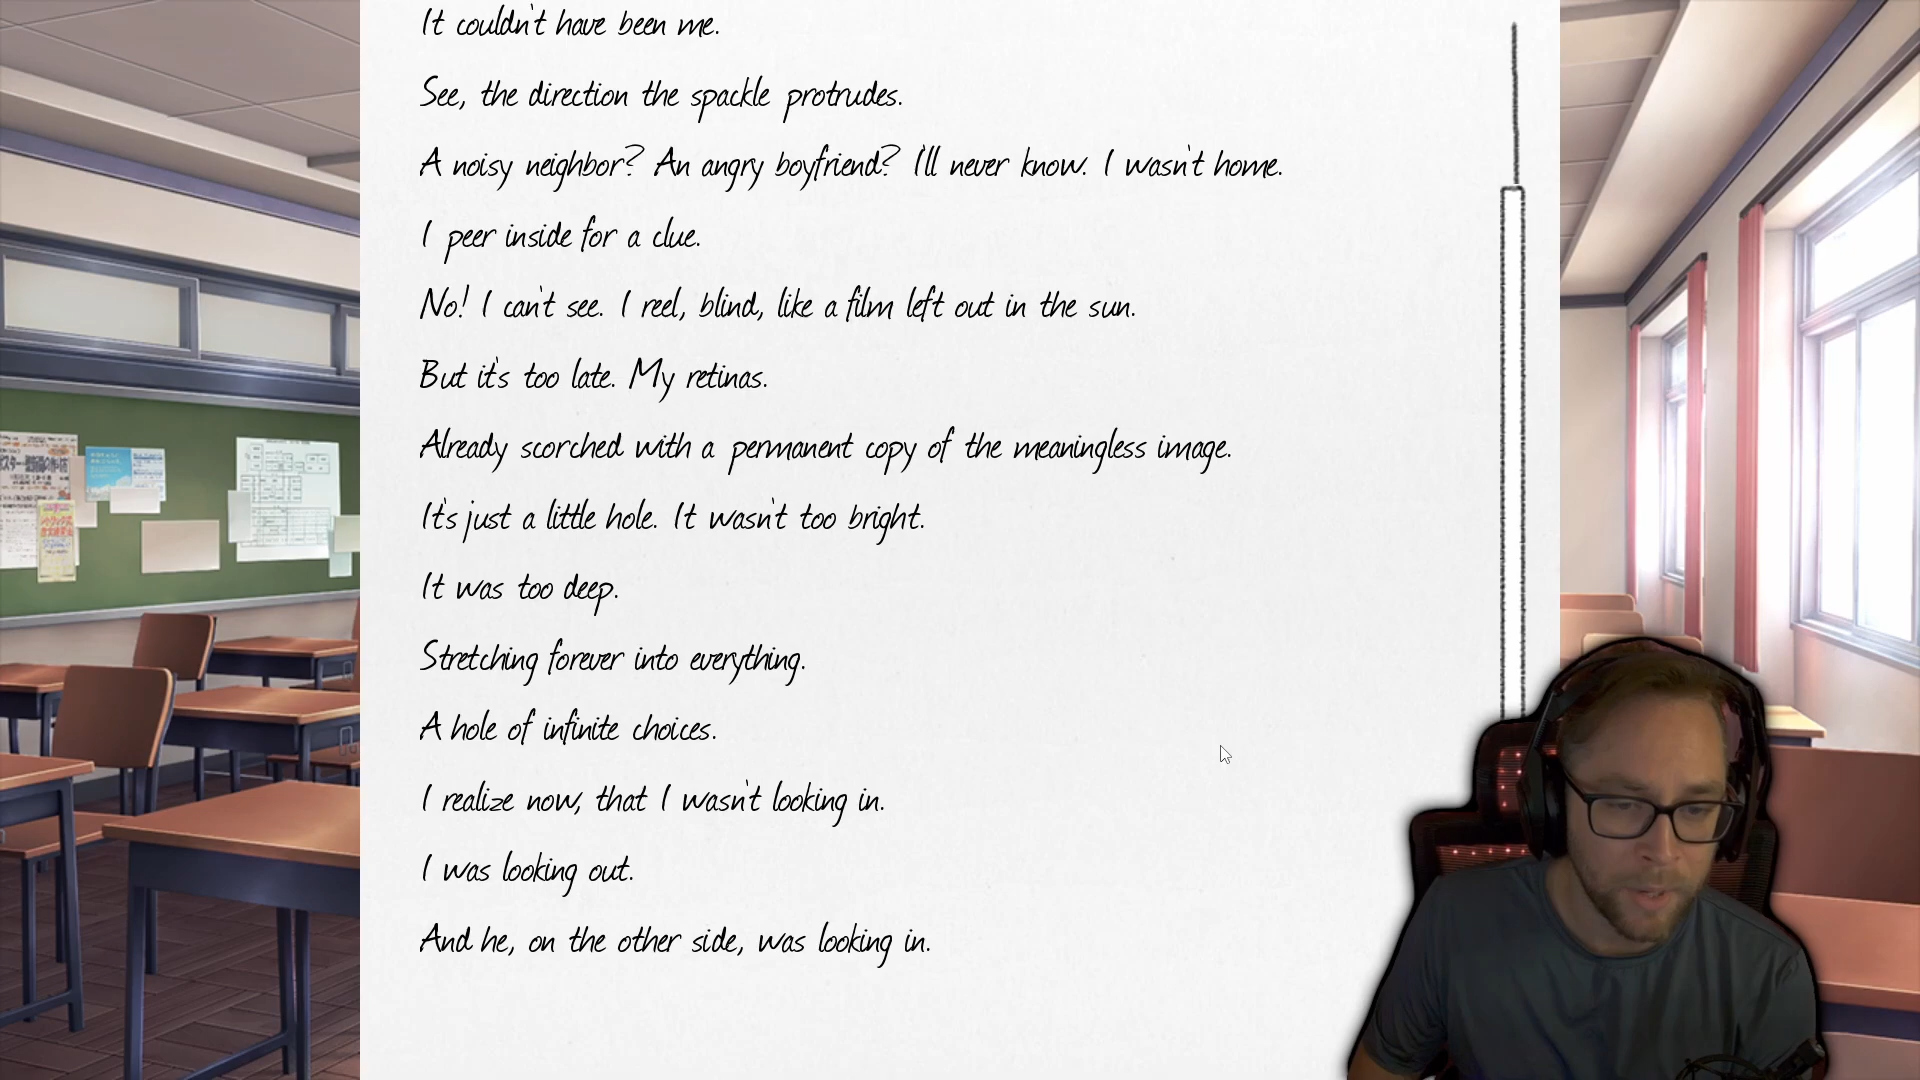 It couldn't have been me.
See, the direction the spackle protrudes.
A noisy neighbor? An angry boyfriend? I'll never know. I wasn't home.
I peer inside for a clue.
No! I can't see. I reel, blind, like a film left out in the sun.
But it's too late. My retinas.
Already scorched with a permanent copy of the meaningless image.
It's just a little hole. It wasn't too bright.
It was too deep.
Stretching forever into everything.
A hole of infinite choices.
I realize now, that I wasn't looking in.
I was looking out.
And he, on the other side, was looking in.